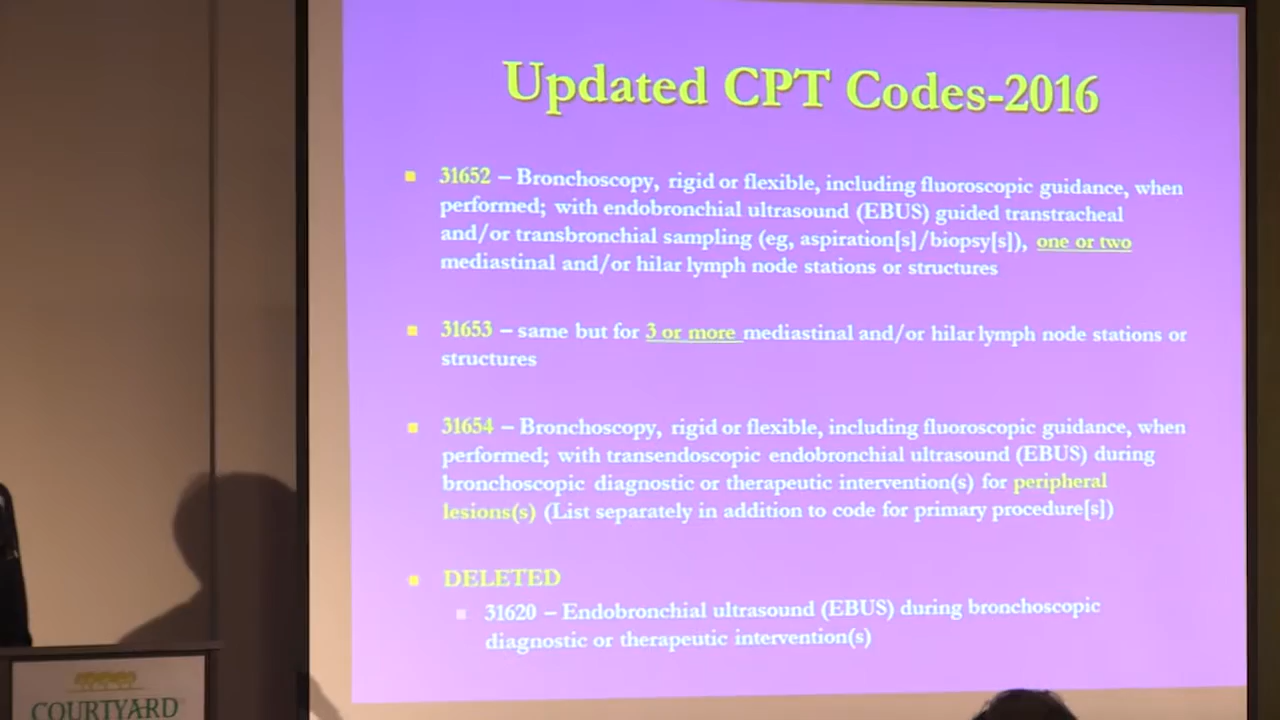 Updated CPT Codes-2016
31652 – Bronchoscopy, rigid or flexible, including fluoroscopic guidance, when
performed; with endobronchial ultrasound (EBUS) guided transtracheal
and/or transbronchial sampling (eg, aspiration[s]/biopsy[s]), one or two
mediastinal and/or hilar lymph node stations or structures
31653 – same but for 3 or more mediastinal and/or hilar lymph node stations or
structures
31654 – Bronchoscopy, rigid or flexible, including fluoroscopic guidance, when
performed; with transendoscopic endobronchial ultrasound (EBUS) during
bronchoscopic diagnostic or therapeutic intervention(s) for peripheral
lesions(s) (List separately in addition to code for primary procedure[s])
DELETED
31620 – Endobronchial ultrasound (EBUS) during bronchoscopic
diagnostic or therapeutic intervention(s)
COURTYARD